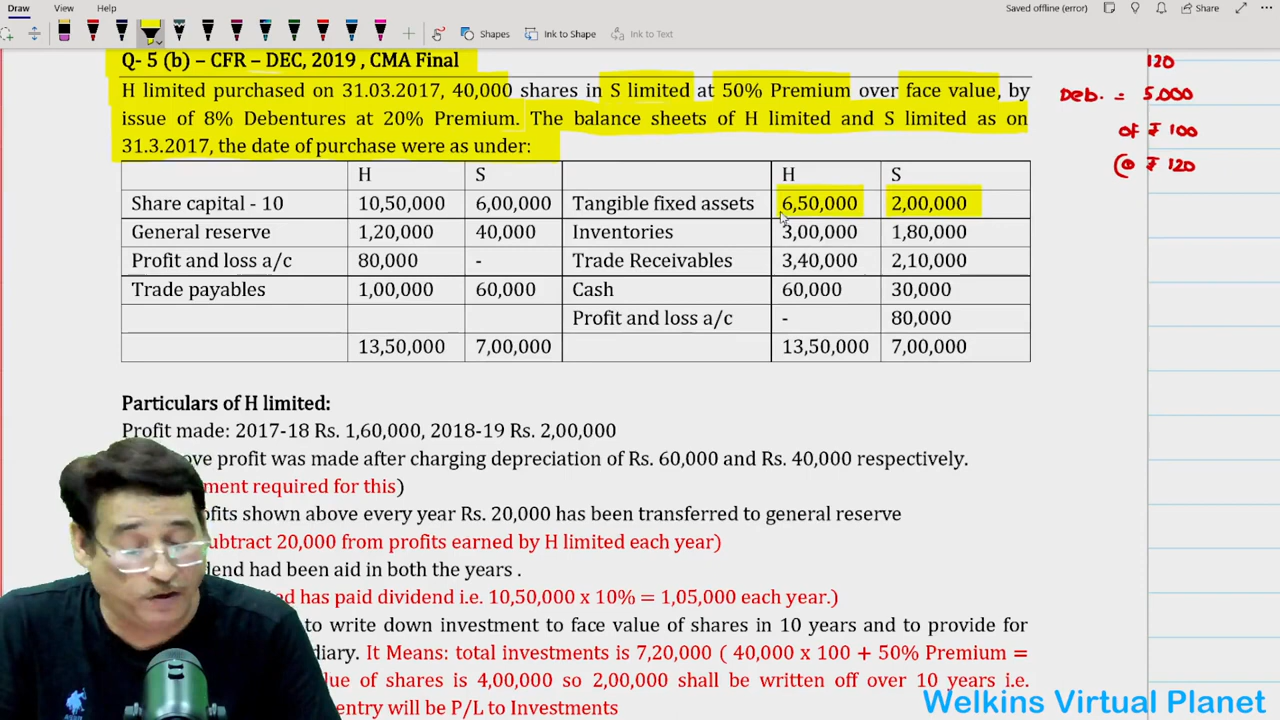 Draw View Help Saved offline (error) Share
Shapes Ink to Shape Ink to Text
Q- 5 (b) – CFR – DEC, 2019 , CMA Final
H limited purchased on 31.03.2017, 40,000 shares in S limited at 50% Premium over face value, by
issue of 8% Debentures at 20% Premium. The balance sheets of H limited and S limited as on
31.3.2017, the date of purchase were as under:
120
Deb. = 5.000
of ₹ 100
(@ ₹ 120
H S H S
Share capital - 10 10,50,000 6,00,000 Tangible fixed assets 6,50,000 2,00,000
General reserve 1,20,000 40,000 Inventories 3,00,000 1,80,000
Profit and loss a/c 80,000 - Trade Receivables 3,40,000 2,10,000
Trade payables 1,00,000 60,000 Cash 60,000 30,000
Profit and loss a/c - 80,000
13,50,000 7,00,000 13,50,000 7,00,000
Particulars of H limited:
Profit made: 2017-18 Rs. 1,60,000, 2018-19 Rs. 2,00,000
ove profit was made after charging depreciation of Rs. 60,000 and Rs. 40,000 respectively.
ment required for this)
ofits shown above every year Rs. 20,000 has been transferred to general reserve
ubtract 20,000 from profits earned by H limited each year)
dend had been aid in both the years .
ed has paid dividend i.e. 10,50,000 x 10% = 1,05,000 each year.)
to write down investment to face value of shares in 10 years and to provide for
diary. It Means: total investments is 7,20,000 ( 40,000 x 100 + 50% Premium =
lue of shares is 4,00,000 so 2,00,000 shall be written off over 10 years i.e.
entry will be P/L to Investments
Welkins Virtual Planet